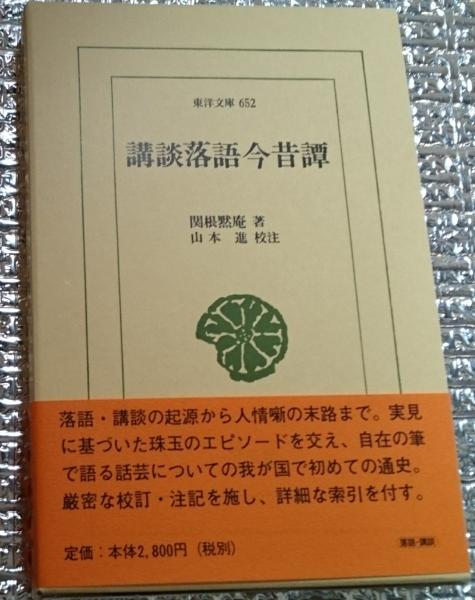 東洋文庫 652
講談落語今昔譚
関根黙庵 著
山本 進 校注
落語・講談の起源から人情噺の末路まで。実見
に基づいた珠玉のエピソードを交え、自在の筆
で語る話芸についての我が国で初めての通史。
厳密な校訂・注記を施し、詳細な索引を付す。
定価：本体2,800円（税別）
落語・講談